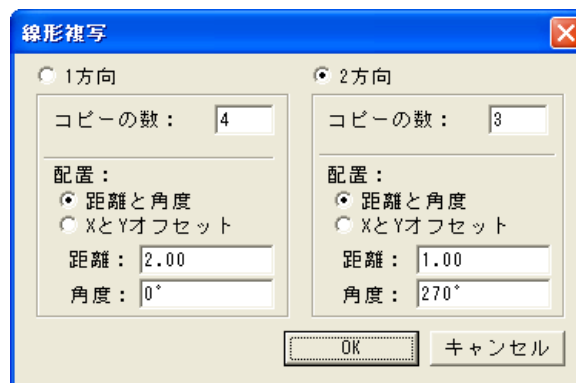 線形複写
1方向
コピーの数： 4
配置：
距離と角度
XとYオフセット
距離： 2.00
角度： 0°
2方向
コピーの数： 3
配置：
距離と角度
XとYオフセット
距離： 1.00
角度： 270°
OK
キャンセル